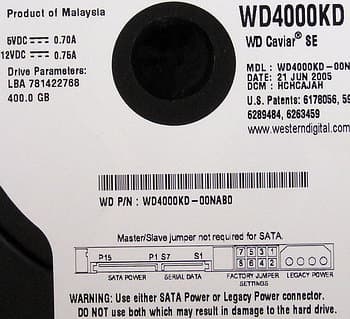 Product of Malaysia
WD4000KD
5VDC 0.70A
12VDC 0.75A
WD Caviar® SE
Drive Parameters:
LBA 781422768
400.0 GB
MDL : WD4000KD-00N
DATE: 21 JUN 2005
DCM : HCHCAJAH
U.S. Patents: 6178056, 59
6289484, 6263459
www.westerndigital.
WD P/N : WD4000KD-00NAB0
Master/Slave jumper not required for SATA.
P15 P1 S7 S1
7 5 3 1
8 6 4 2
SATA POWER SERIAL DATA FACTORY JUMPER SETTINGS LEGACY POWER
WARNING: Use either SATA Power or Legacy Power connector.
DO NOT use both which may result in damage to the hard drive.